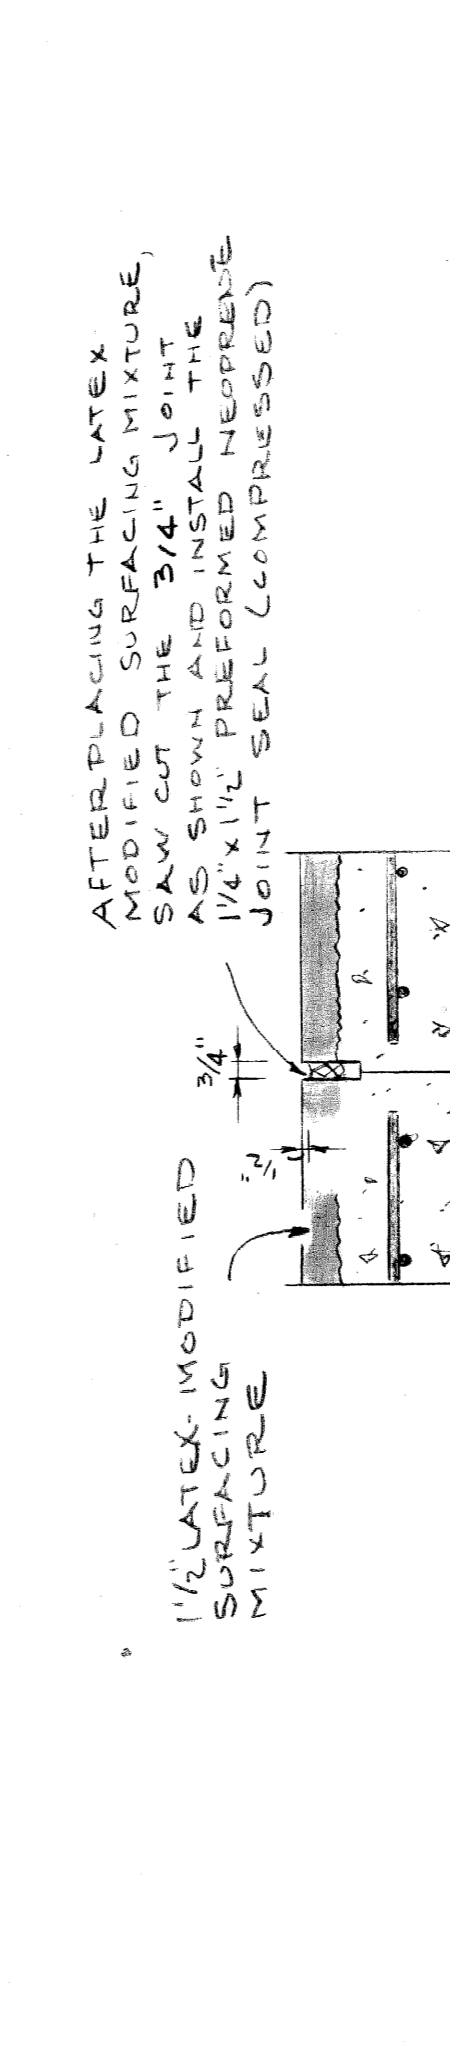 AFTER PLACING THE LATEX
MODIFIED SURFACING MIXTURE,
SAW CUT THE 3/4" JOINT
AS SHOWN AND INSTALL THE
1 1/4" x 1 1/2" PREFORMED NEOPRENE
JOINT SEAL (COMPRESSED)
3/4"
1/2"
1 1/2" LATEX-MODIFIED
SURFACING
MIXTURE